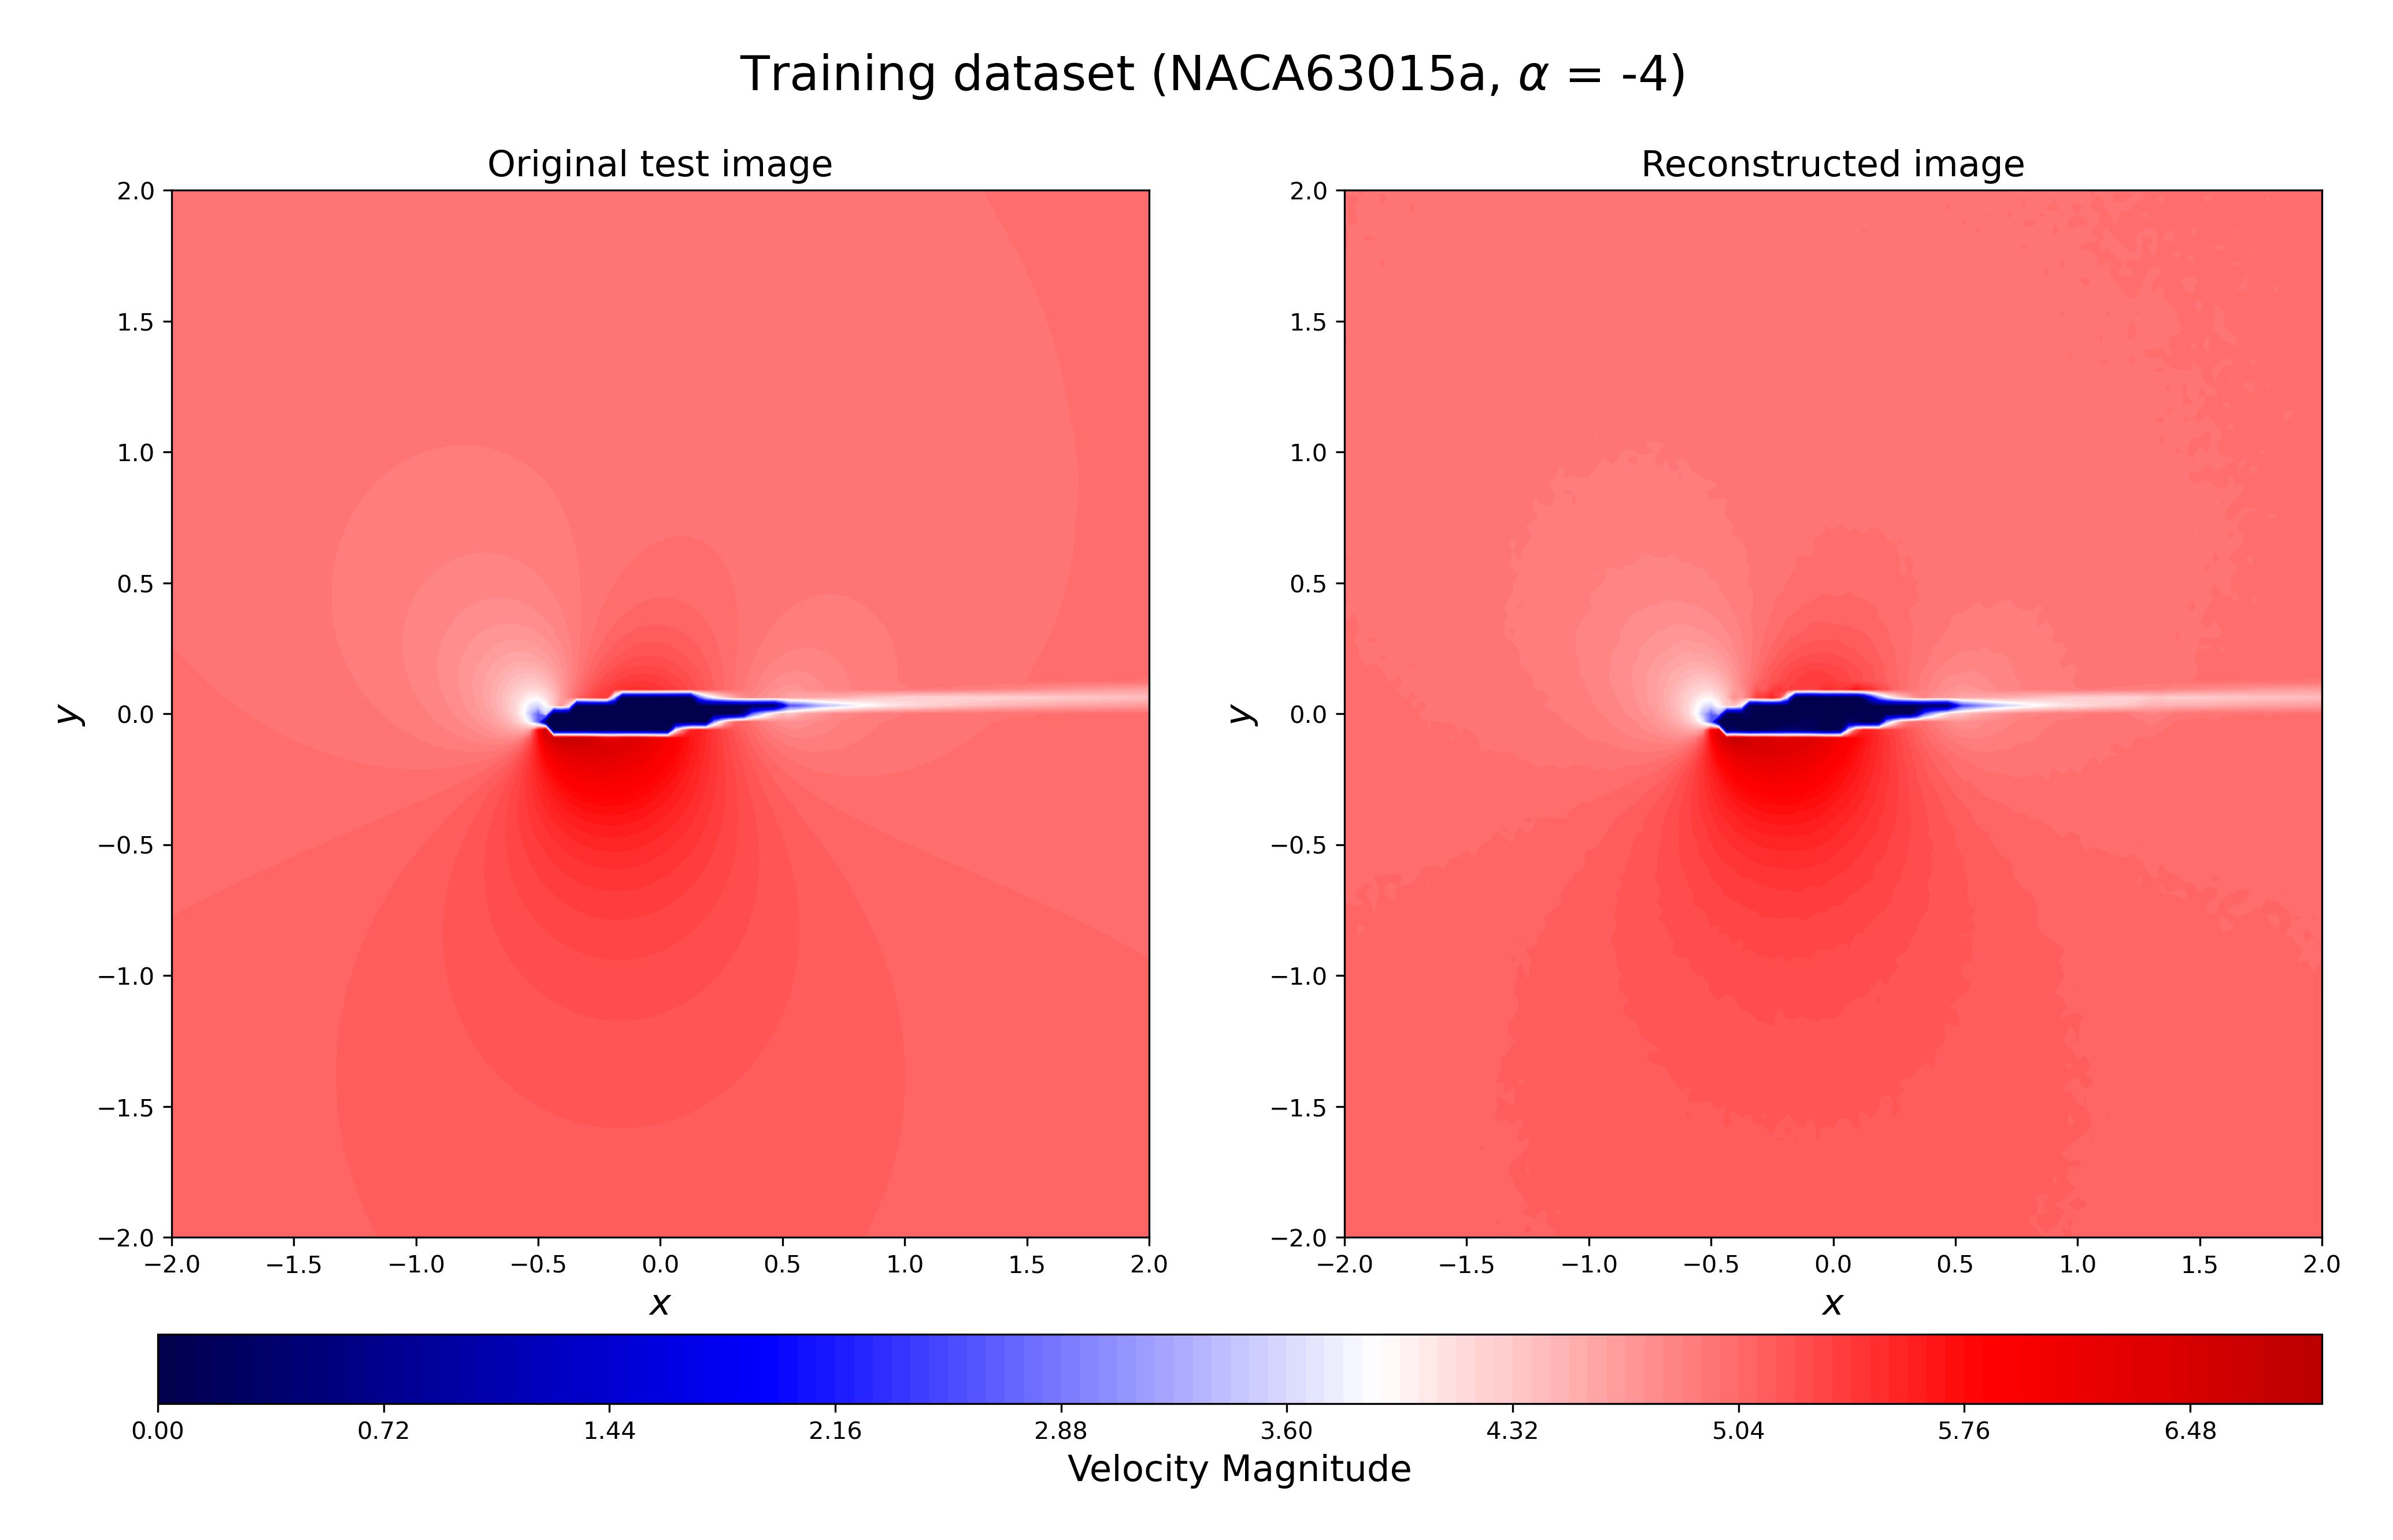 Training dataset (NACA63015a, α = -4)
Original test image
Reconstructed image
2.0
1.5
1.0
0.5
0.0
−0.5
−1.0
−1.5
−2.0
y
−2.0 −1.5 −1.0 −0.5 0.0 0.5 1.0 1.5 2.0
x
2.0
1.5
1.0
0.5
0.0
−0.5
−1.0
−1.5
−2.0
y
−2.0 −1.5 −1.0 −0.5 0.0 0.5 1.0 1.5 2.0
x
0.00 0.72 1.44 2.16 2.88 3.60 4.32 5.04 5.76 6.48
Velocity Magnitude